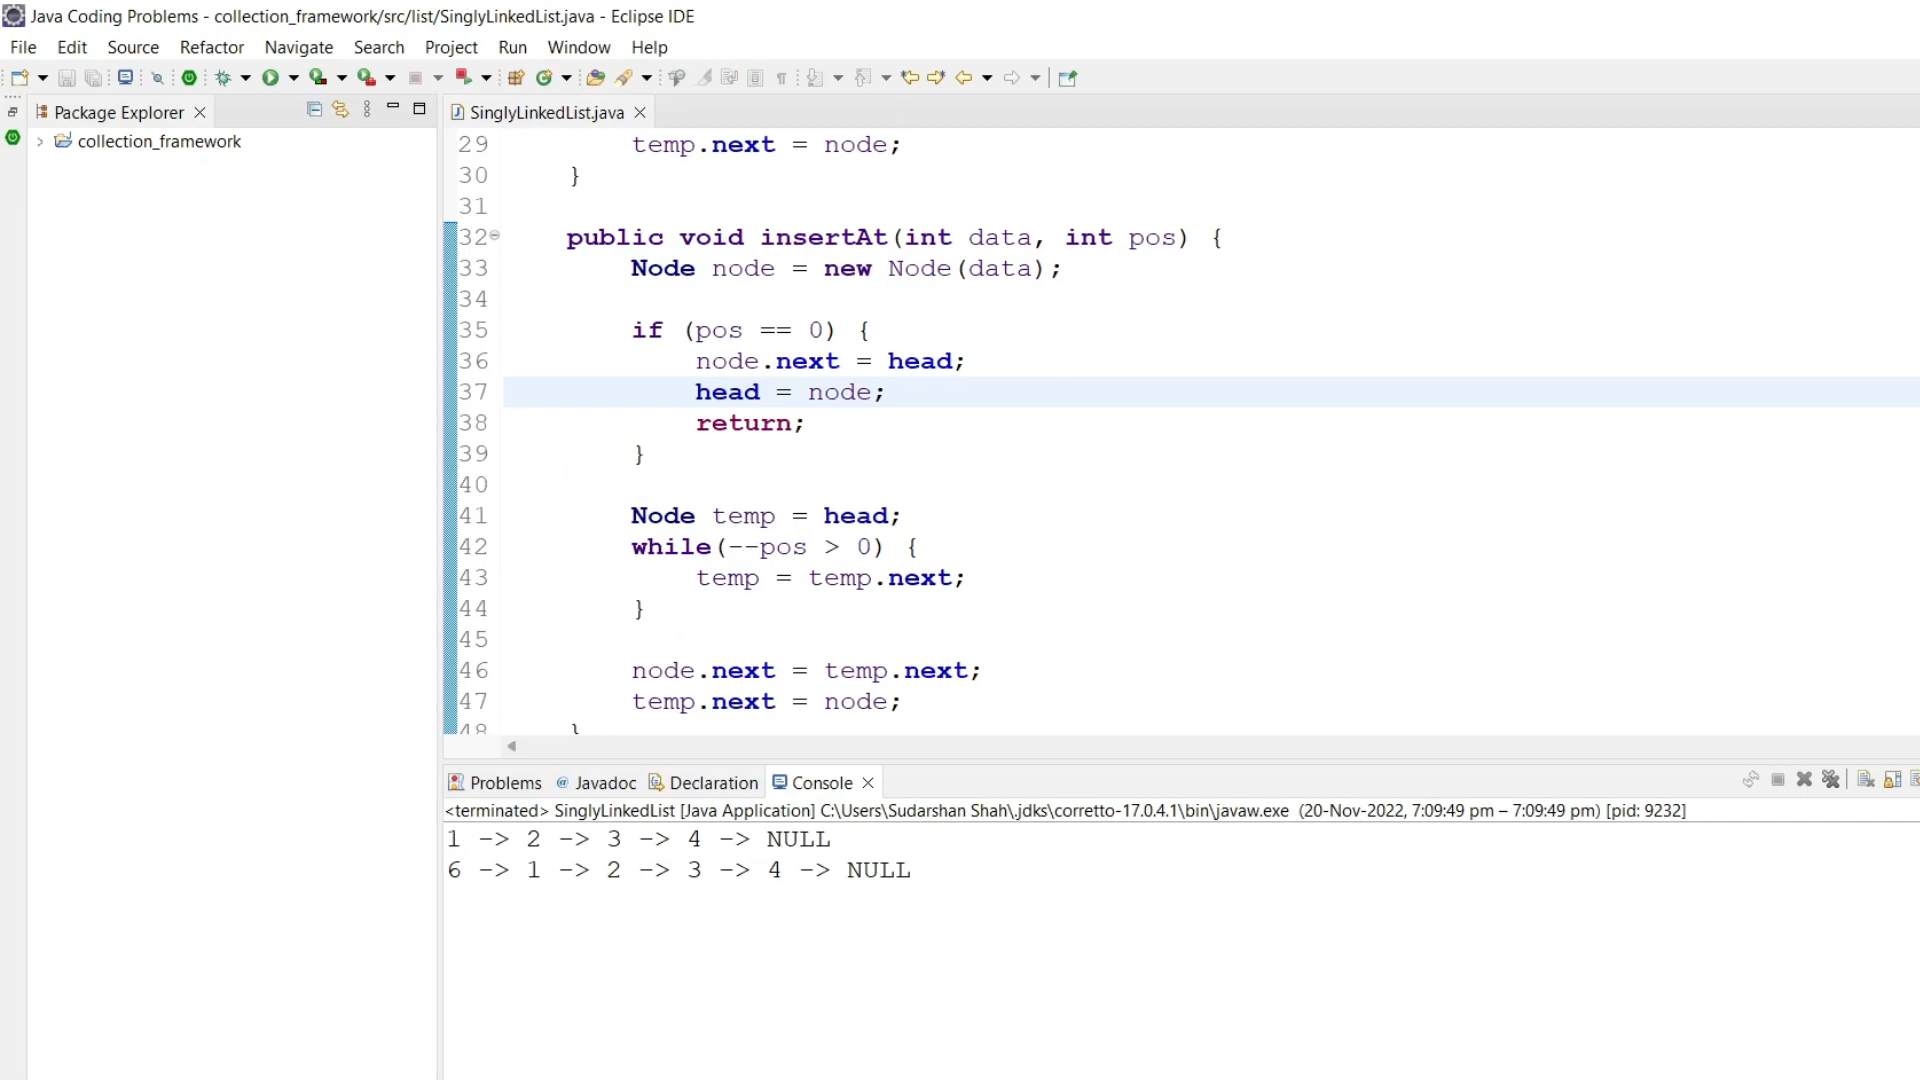 Java Coding Problems - collection_framework/src/list/SinglyLinkedList.java - Eclipse IDE
File Edit Source Refactor Navigate Search Project Run Window Help
Package Explorer
collection_framework
SinglyLinkedList.java
29 temp.next = node;
30 }
31
32 public void insertAt(int data, int pos) {
33 Node node = new Node(data);
34
35 if (pos == 0) {
36 node.next = head;
37 head = node;
38 return;
39 }
40
41 Node temp = head;
42 while(--pos > 0) {
43 temp = temp.next;
44 }
45
46 node.next = temp.next;
47 temp.next = node;
48 }
Problems @ Javadoc Declaration Console
<terminated> SinglyLinkedList [Java Application] C:\Users\Sudarshan Shah\.jdks\corretto-17.0.4.1\bin\javaw.exe (20-Nov-2022, 7:09:49 pm – 7:09:49 pm) [pid: 9232]
1 -> 2 -> 3 -> 4 -> NULL
6 -> 1 -> 2 -> 3 -> 4 -> NULL